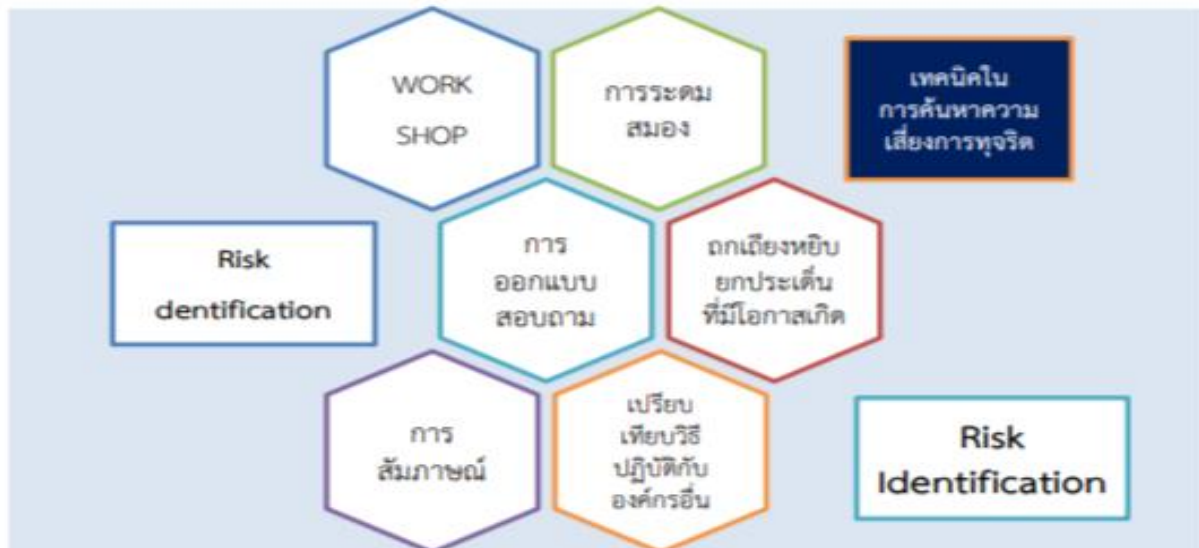 WORK
SHOP
การระดม
สมอง
เทคนิคใน
การค้นหาความ
เสี่ยงการทุจริต
Risk
dentification
การ
ออกแบบ
สอบถาม
ถกเถียงหยิบ
ยกประเด็น
ที่มีโอกาสเกิด
การ
สัมภาษณ์
เปรียบ
เทียบวิธี
ปฏิบัติกับ
องค์กรอื่น
Risk
Identification